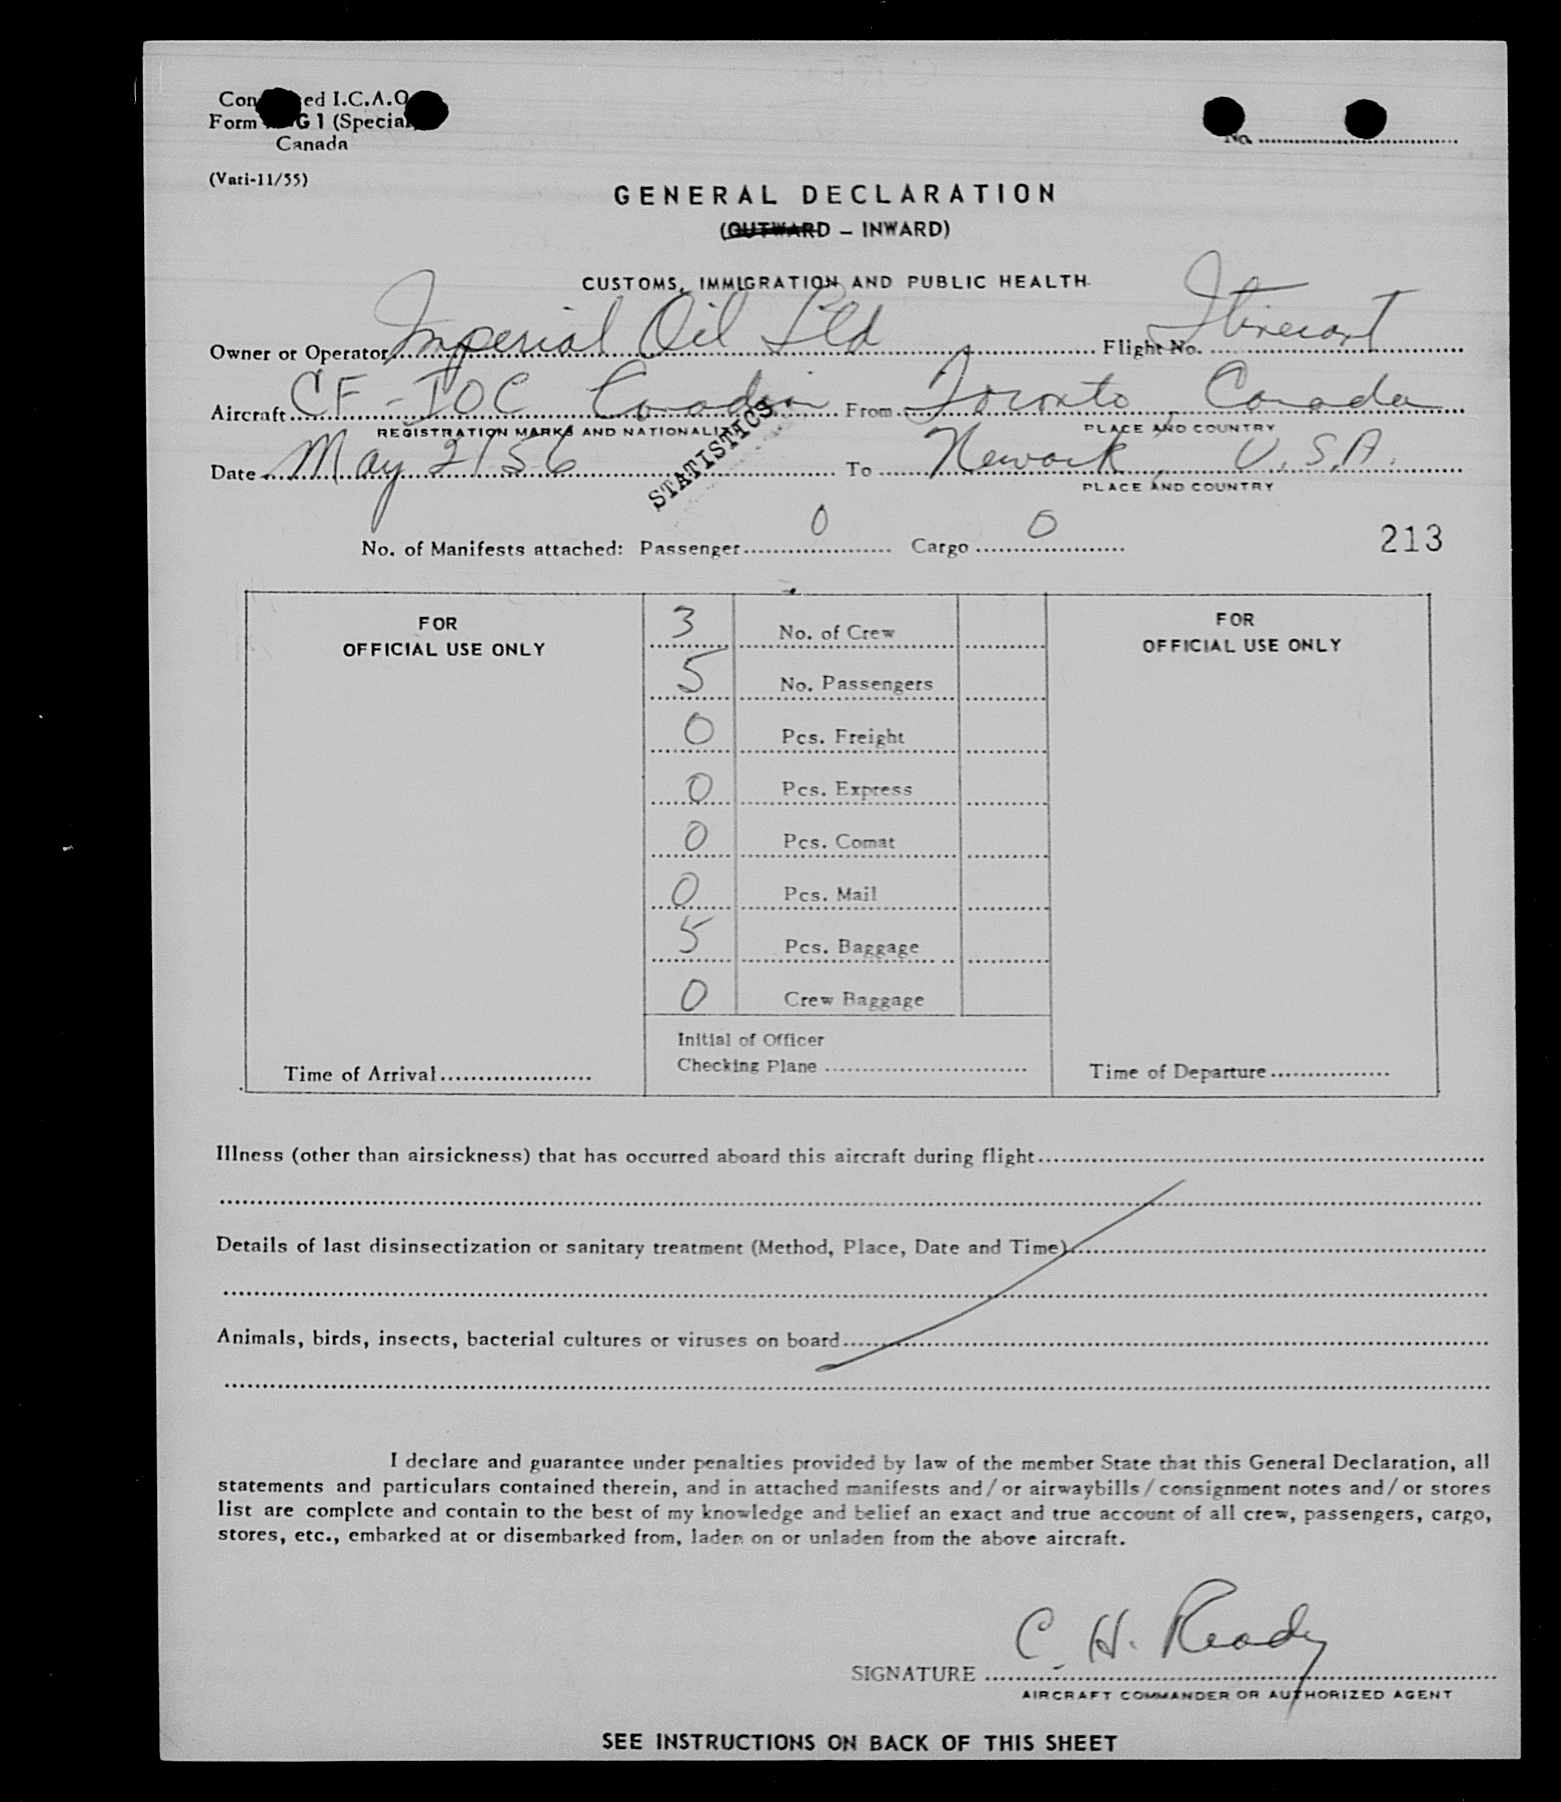 Con ed I.C.A.O
Form G 1 (Special
Canada
No. ............
(Vari-11/55)
GENERAL DECLARATION
(OUTWARD – INWARD)
CUSTOMS, IMMIGRATION AND PUBLIC HEALTH
Owner or Operator Imperial Oil Ltd Flight No. Itinerant
Aircraft CF-IOC Canadian From Toronto, Canada
REGISTRATION MARKS AND NATIONALITY PLACE AND COUNTRY
STATISTICS
Date May 2/56 To Newark, U.S.A.
PLACE AND COUNTRY
No. of Manifests attached: Passenger 0 Cargo 0
213
FOR
OFFICIAL USE ONLY
3 No. of Crew
5 No. Passengers
0 Pcs. Freight
0 Pcs. Express
0 Pcs. Comat
0 Pcs. Mail
5 Pcs. Baggage
0 Crew Baggage
FOR
OFFICIAL USE ONLY
Time of Arrival............
Initial of Officer
Checking Plane ............
Time of Departure............
Illness (other than airsickness) that has occurred aboard this aircraft during flight............
Details of last disinsectization or sanitary treatment (Method, Place, Date and Time)............
Animals, birds, insects, bacterial cultures or viruses on board............
I declare and guarantee under penalties provided by law of the member State that this General Declaration, all
statements and particulars contained therein, and in attached manifests and/or airwaybills/consignment notes and/or stores
list are complete and contain to the best of my knowledge and belief an exact and true account of all crew, passengers, cargo,
stores, etc., embarked at or disembarked from, laden on or unladen from the above aircraft.
SIGNATURE C. H. Ready
AIRCRAFT COMMANDER OR AUTHORIZED AGENT
SEE INSTRUCTIONS ON BACK OF THIS SHEET